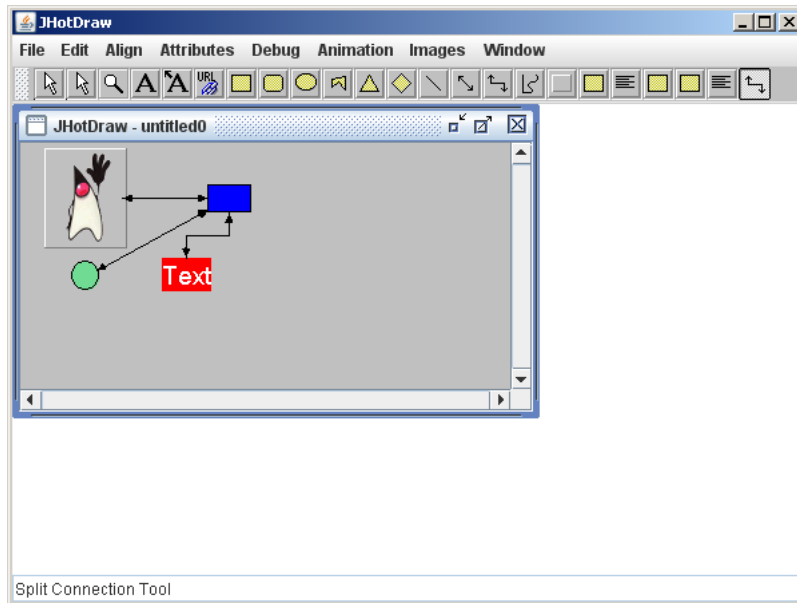 JHotDraw
File Edit Align Attributes Debug Animation Images Window
A A URL
JHotDraw - untitled0
Text
Split Connection Tool